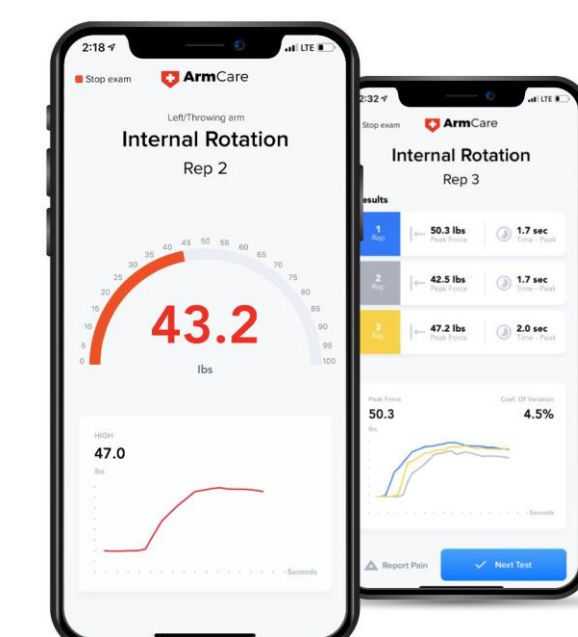 2:18
LTE
Stop exam
ArmCare
Left/Throwing arm
Internal Rotation
Rep 2
0
5
10
15
20
25
30
35
40
45
50
55
60
65
70
75
80
85
90
95
100
43.2
lbs
HIGH
47.0
lbs
Seconds
2:32
LTE
Stop exam
ArmCare
Internal Rotation
Rep 3
esults
1
Rep
50.3 lbs
Peak Force
1.7 sec
Time - Peak
2
Rep
42.5 lbs
Peak Force
1.7 sec
Time - Peak
3
Rep
47.2 lbs
Peak Force
2.0 sec
Time - Peak
Peak Force
50.3
lbs
Coef. Of Variation
4.5%
Seconds
Report Pain
Next Test